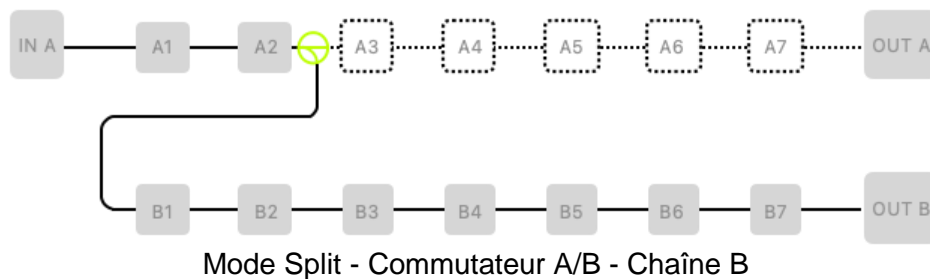 IN A A1 A2 A3 A4 A5 A6 A7 OUT A
B1 B2 B3 B4 B5 B6 B7 OUT B
Mode Split - Commutateur A/B - Chaîne B